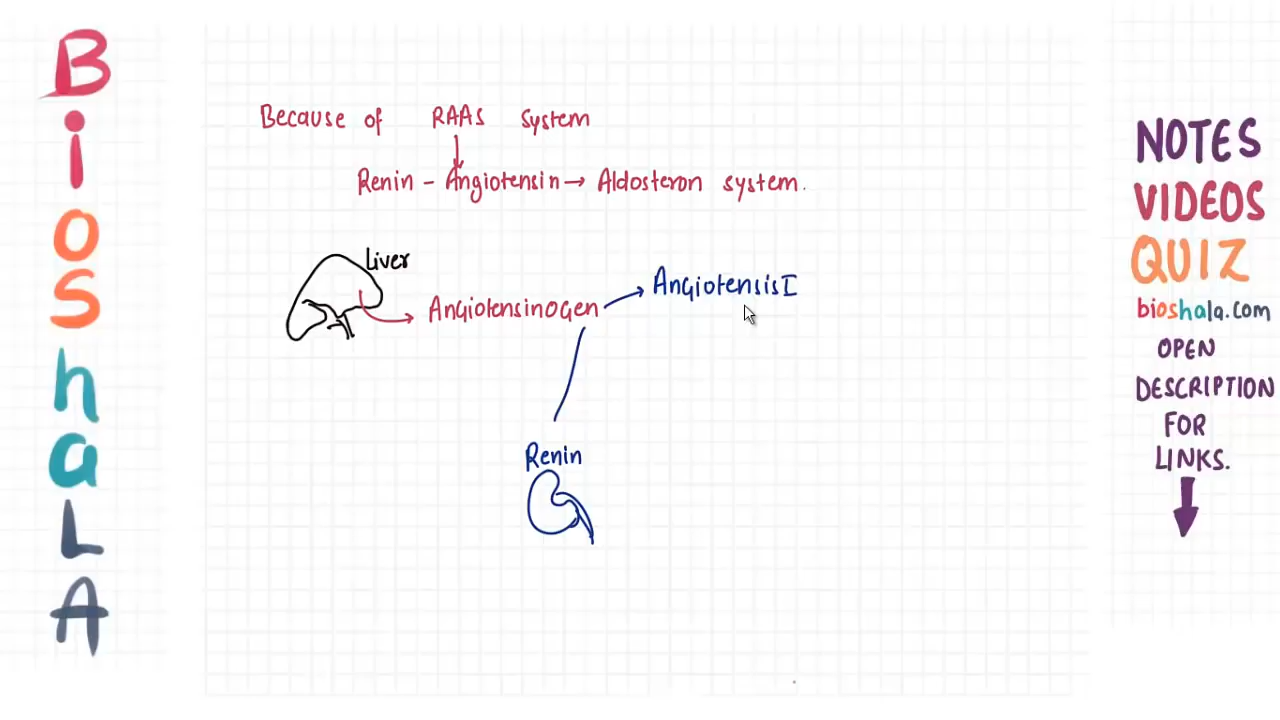 BioShaLA
Because of RAAs System
Renin - Angiotensin → Aldosteron system.
Liver
Angiotensinogen
AngiotensisI
Renin
NOTES
VIDEOS
QUIZ
bioshala.com
OPEN
DESCRIPTION
FOR
LINKS.